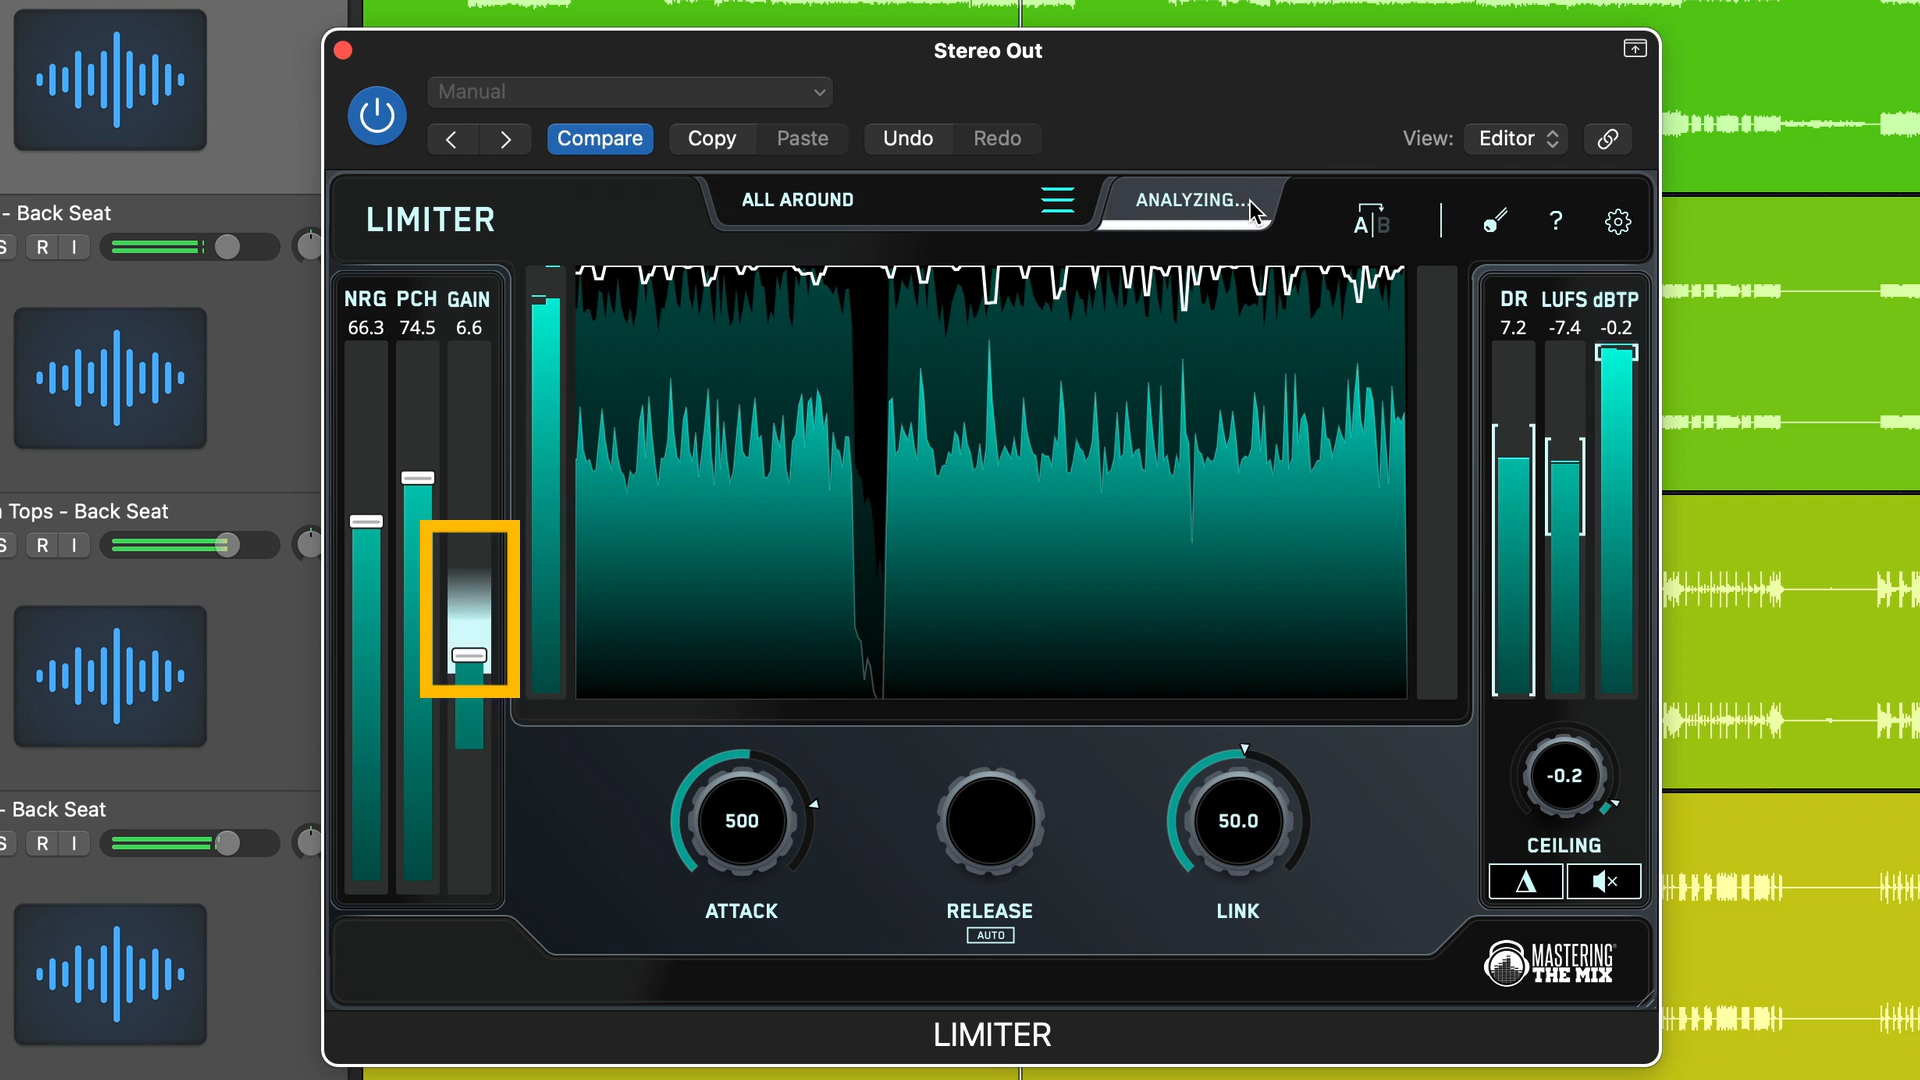 Stereo Out
Manual
Compare
Copy
Paste
Undo
Redo
View:
Editor
LIMITER
ALL AROUND
ANALYZING...
A|B
?
NRG PCH GAIN
66.3 74.5 6.6
DR LUFS dBTP
7.2 -7.4 -0.2
- Back Seat
S R I
n Tops - Back Seat
S R I
- Back Seat
S R I
500
50.0
-0.2
CEILING
ATTACK
RELEASE
LINK
AUTO
MASTERING
THE MIX
LIMITER